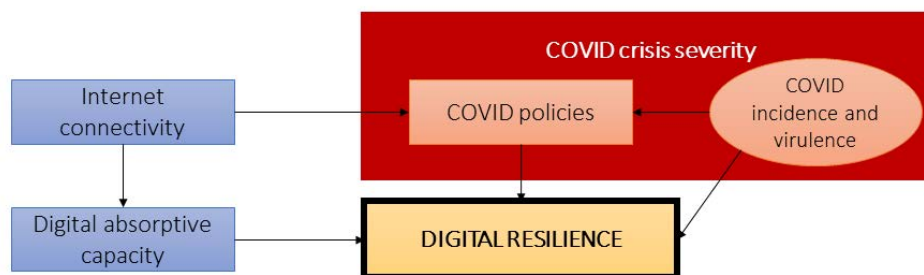 COVID crisis severity
Internet
connectivity
COVID policies
COVID
incidence and
virulence
Digital absorptive
capacity
DIGITAL RESILIENCE